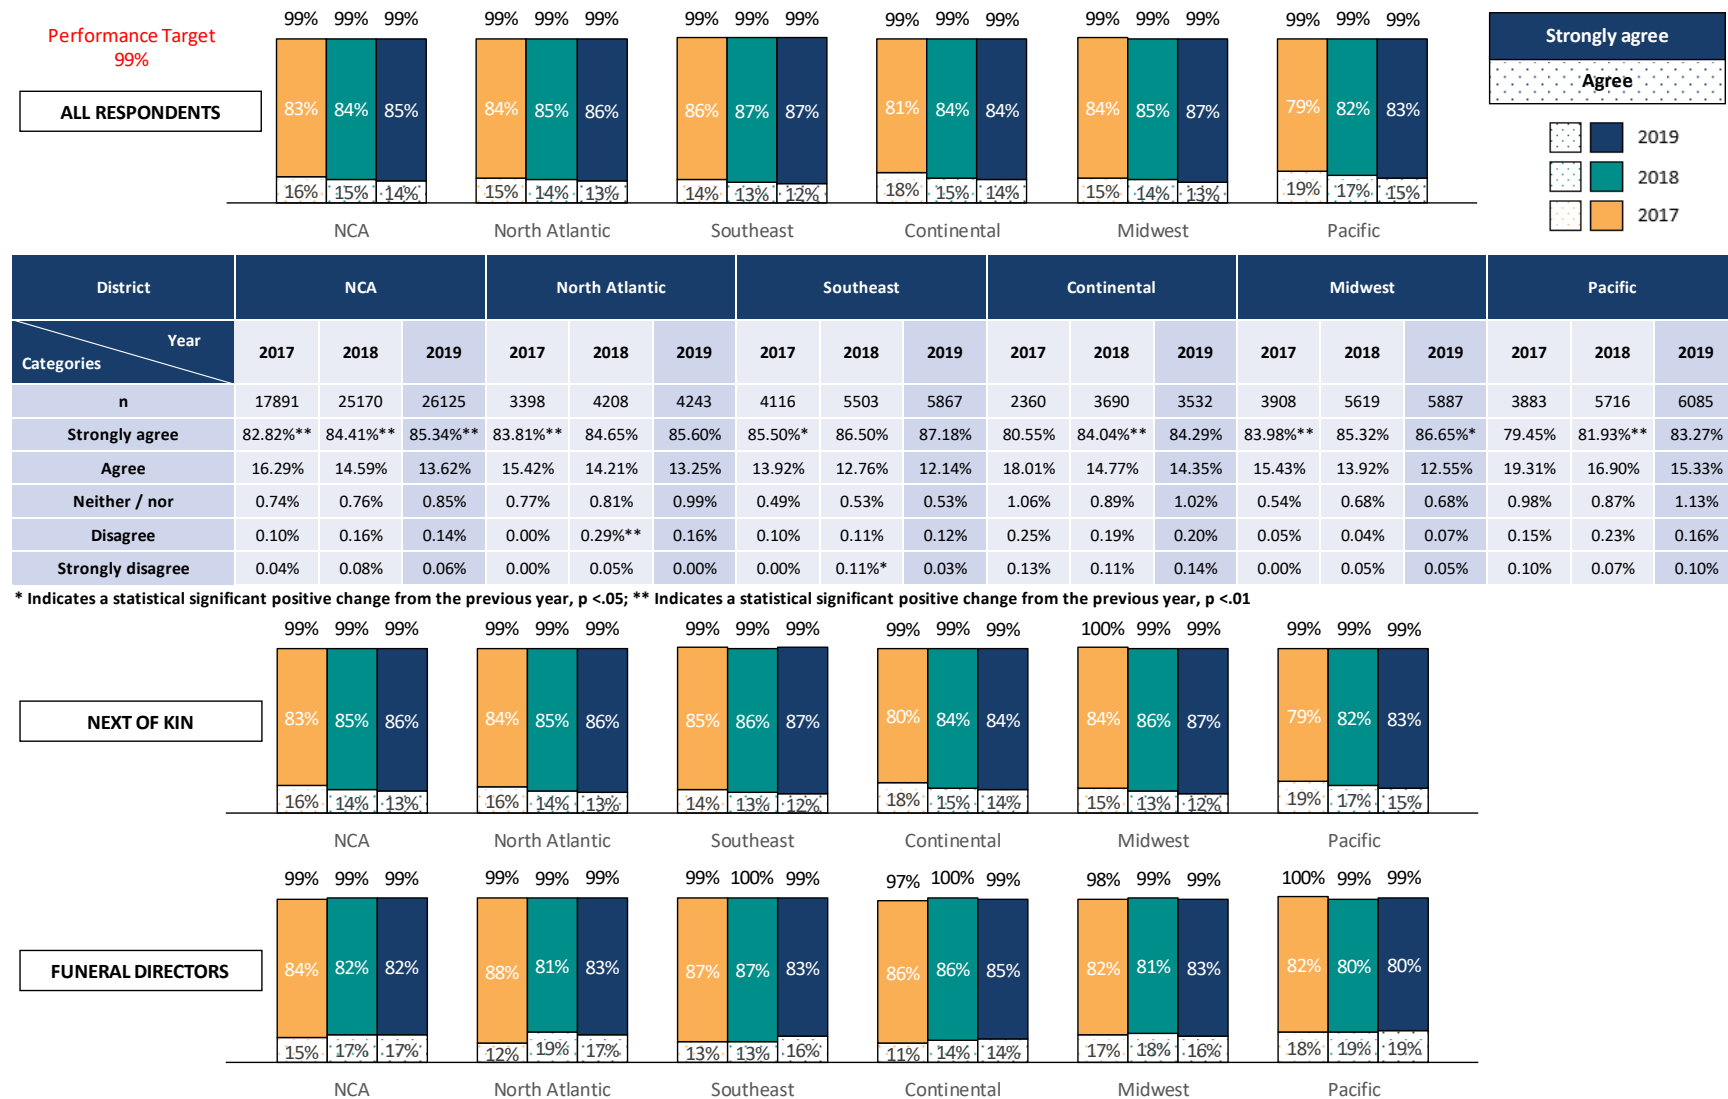 Performance Target
99%
ALL RESPONDENTS
99% 99% 99% 99% 99% 99% 99% 99% 99% 99% 99% 99% 99% 99% 99% 99% 99% 99%
83% 84% 85% 84% 85% 86% 86% 87% 87% 81% 84% 84% 84% 85% 87% 79% 82% 83%
16% 15% 14% 15% 14% 13% 14% 13% 12% 18% 15% 14% 15% 14% 13% 19% 17% 15%
NCA North Atlantic Southeast Continental Midwest Pacific
Strongly agree
Agree
2019
2018
2017
District NCA North Atlantic Southeast Continental Midwest Pacific
Year
Categories
2017 2018 2019 2017 2018 2019 2017 2018 2019 2017 2018 2019 2017 2018 2019 2017 2018 2019
n 17891 25170 26125 3398 4208 4243 4116 5503 5867 2360 3690 3532 3908 5619 5887 3883 5716 6085
Strongly agree 82.82%** 84.41%** 85.34%** 83.81%** 84.65% 85.60% 85.50%* 86.50% 87.18% 80.55% 84.04%** 84.29% 83.98%** 85.32% 86.65%* 79.45% 81.93%** 83.27%
Agree 16.29% 14.59% 13.62% 15.42% 14.21% 13.25% 13.92% 12.76% 12.14% 18.01% 14.77% 14.35% 15.43% 13.92% 12.55% 19.31% 16.90% 15.33%
Neither / nor 0.74% 0.76% 0.85% 0.77% 0.81% 0.99% 0.49% 0.53% 0.53% 1.06% 0.89% 1.02% 0.54% 0.68% 0.68% 0.98% 0.87% 1.13%
Disagree 0.10% 0.16% 0.14% 0.00% 0.29%** 0.16% 0.10% 0.11% 0.12% 0.25% 0.19% 0.20% 0.05% 0.04% 0.07% 0.15% 0.23% 0.16%
Strongly disagree 0.04% 0.08% 0.06% 0.00% 0.05% 0.00% 0.00% 0.11%* 0.03% 0.13% 0.11% 0.14% 0.00% 0.05% 0.05% 0.10% 0.07% 0.10%
* Indicates a statistical significant positive change from the previous year, p <.05; ** Indicates a statistical significant positive change from the previous year, p <.01
NEXT OF KIN
99% 99% 99% 99% 99% 99% 99% 99% 99% 99% 99% 99% 100% 99% 99% 99% 99% 99%
83% 85% 86% 84% 85% 86% 85% 86% 87% 80% 84% 84% 84% 86% 87% 79% 82% 83%
16% 14% 13% 16% 14% 13% 14% 13% 12% 18% 15% 14% 15% 13% 12% 19% 17% 15%
NCA North Atlantic Southeast Continental Midwest Pacific
FUNERAL DIRECTORS
99% 99% 99% 99% 99% 99% 99% 100% 99% 97% 100% 99% 98% 99% 99% 100% 99% 99%
84% 82% 82% 88% 81% 83% 87% 87% 83% 86% 86% 85% 82% 81% 83% 82% 80% 80%
15% 17% 17% 12% 19% 17% 13% 13% 16% 11% 14% 14% 17% 18% 16% 18% 19% 19%
NCA North Atlantic Southeast Continental Midwest Pacific